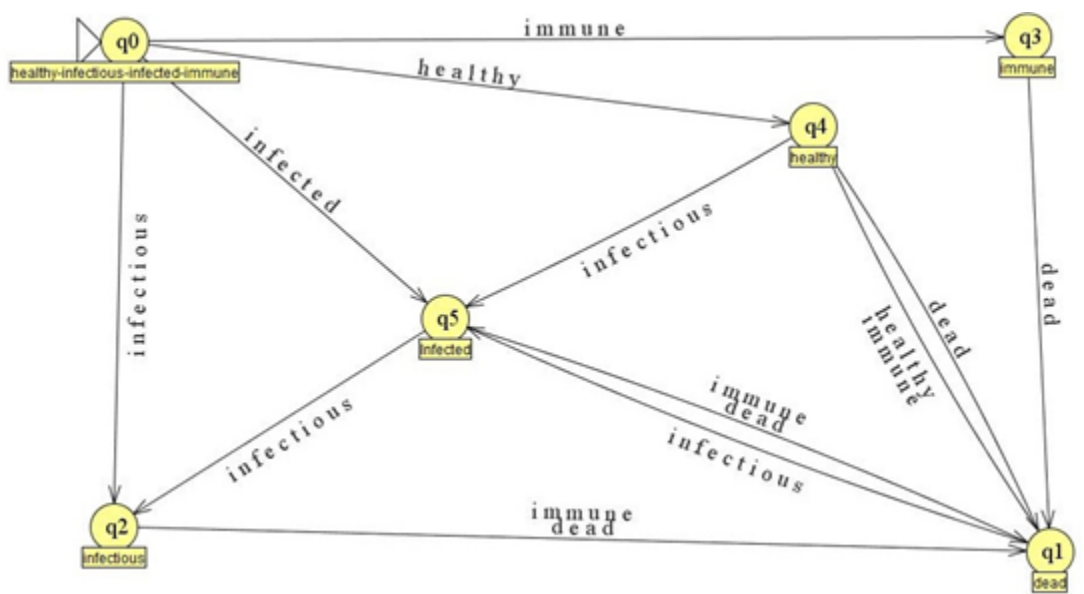 q0
healthy-infectious-infected-immune
immune
q3
immune
healthy
q4
healthy
infected
infectious
infectious
dead
healthy
immune
dead
q5
Infected
immune
dead
infectious
infectious
q2
infectious
immune
dead
q1
dead